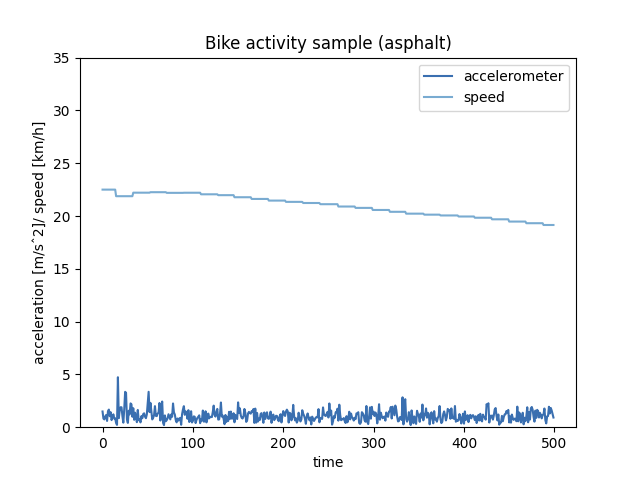 Bike activity sample (asphalt)
accelerometer
speed
acceleration [m/sˆ2]/ speed [km/h]
35
30
25
20
15
10
5
0
0 100 200 300 400 500
time